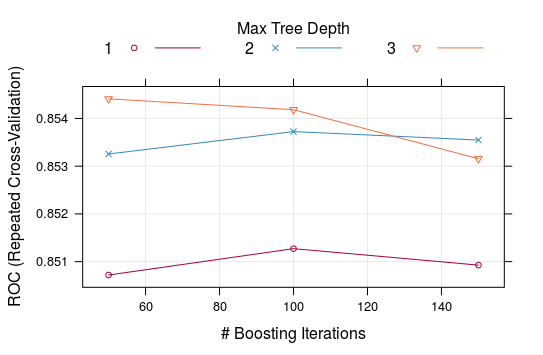 Max Tree Depth
1 2 3
ROC (Repeated Cross-Validation)
0.854
0.853
0.852
0.851
60 80 100 120 140
# Boosting Iterations